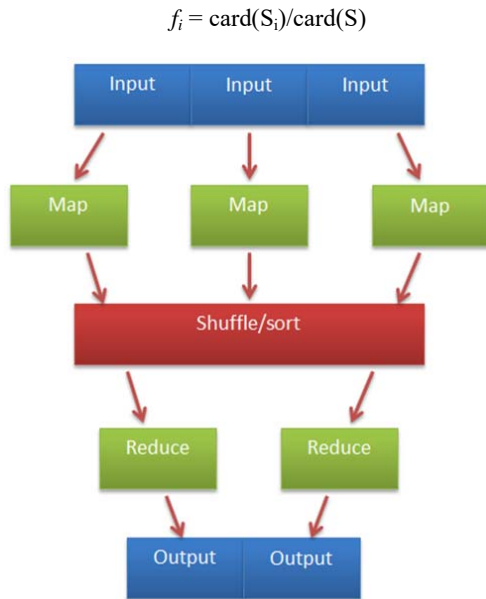 fᵢ = card(Sᵢ)/card(S)
Input Input Input
Map Map Map
Shuffle/sort
Reduce Reduce
Output Output